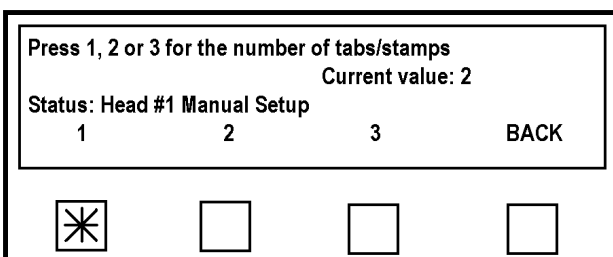 Press 1, 2 or 3 for the number of tabs/stamps
Current value: 2
Status: Head #1 Manual Setup
1 2 3 BACK